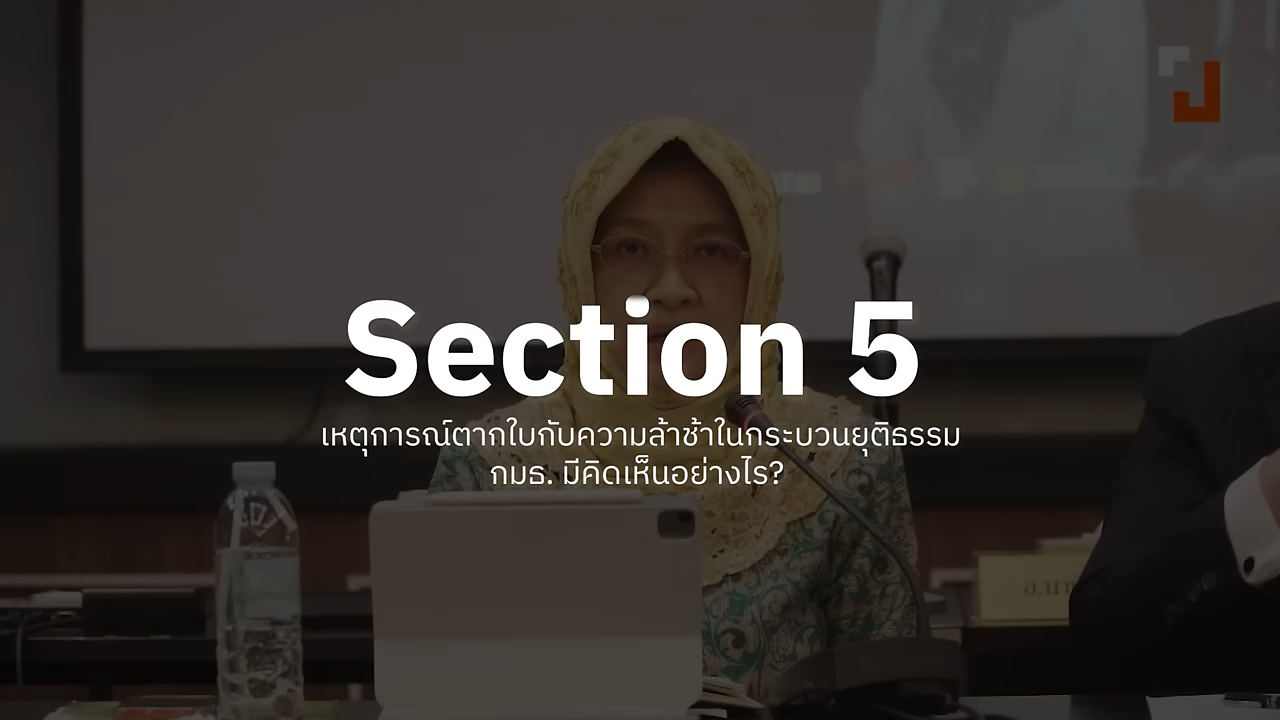 Section 5
เหตุการณ์ตากใบกับความล้าช้าในกระบวนยุติธรรม
กมธ. มีคิดเห็นอย่างไร?